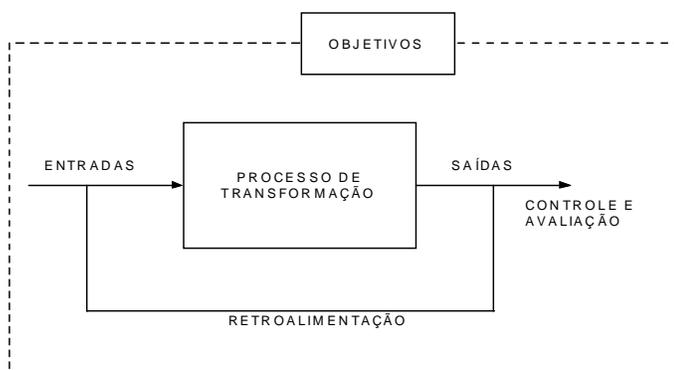 OBJETIVOS
ENTRADAS
PROCESSO DE
TRANSFORMAÇÃO
SAÍDAS
CONTROLE E
AVALIAÇÃO
RETROALIMENTAÇÃO